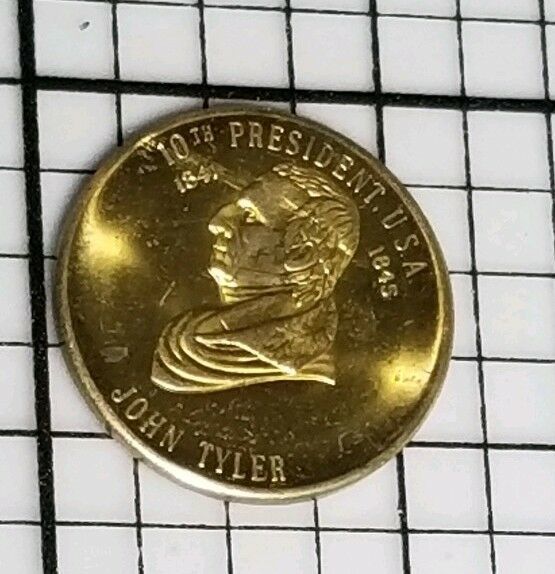 10TH PRESIDENT, U.S.A.
1841
1845
JOHN TYLER